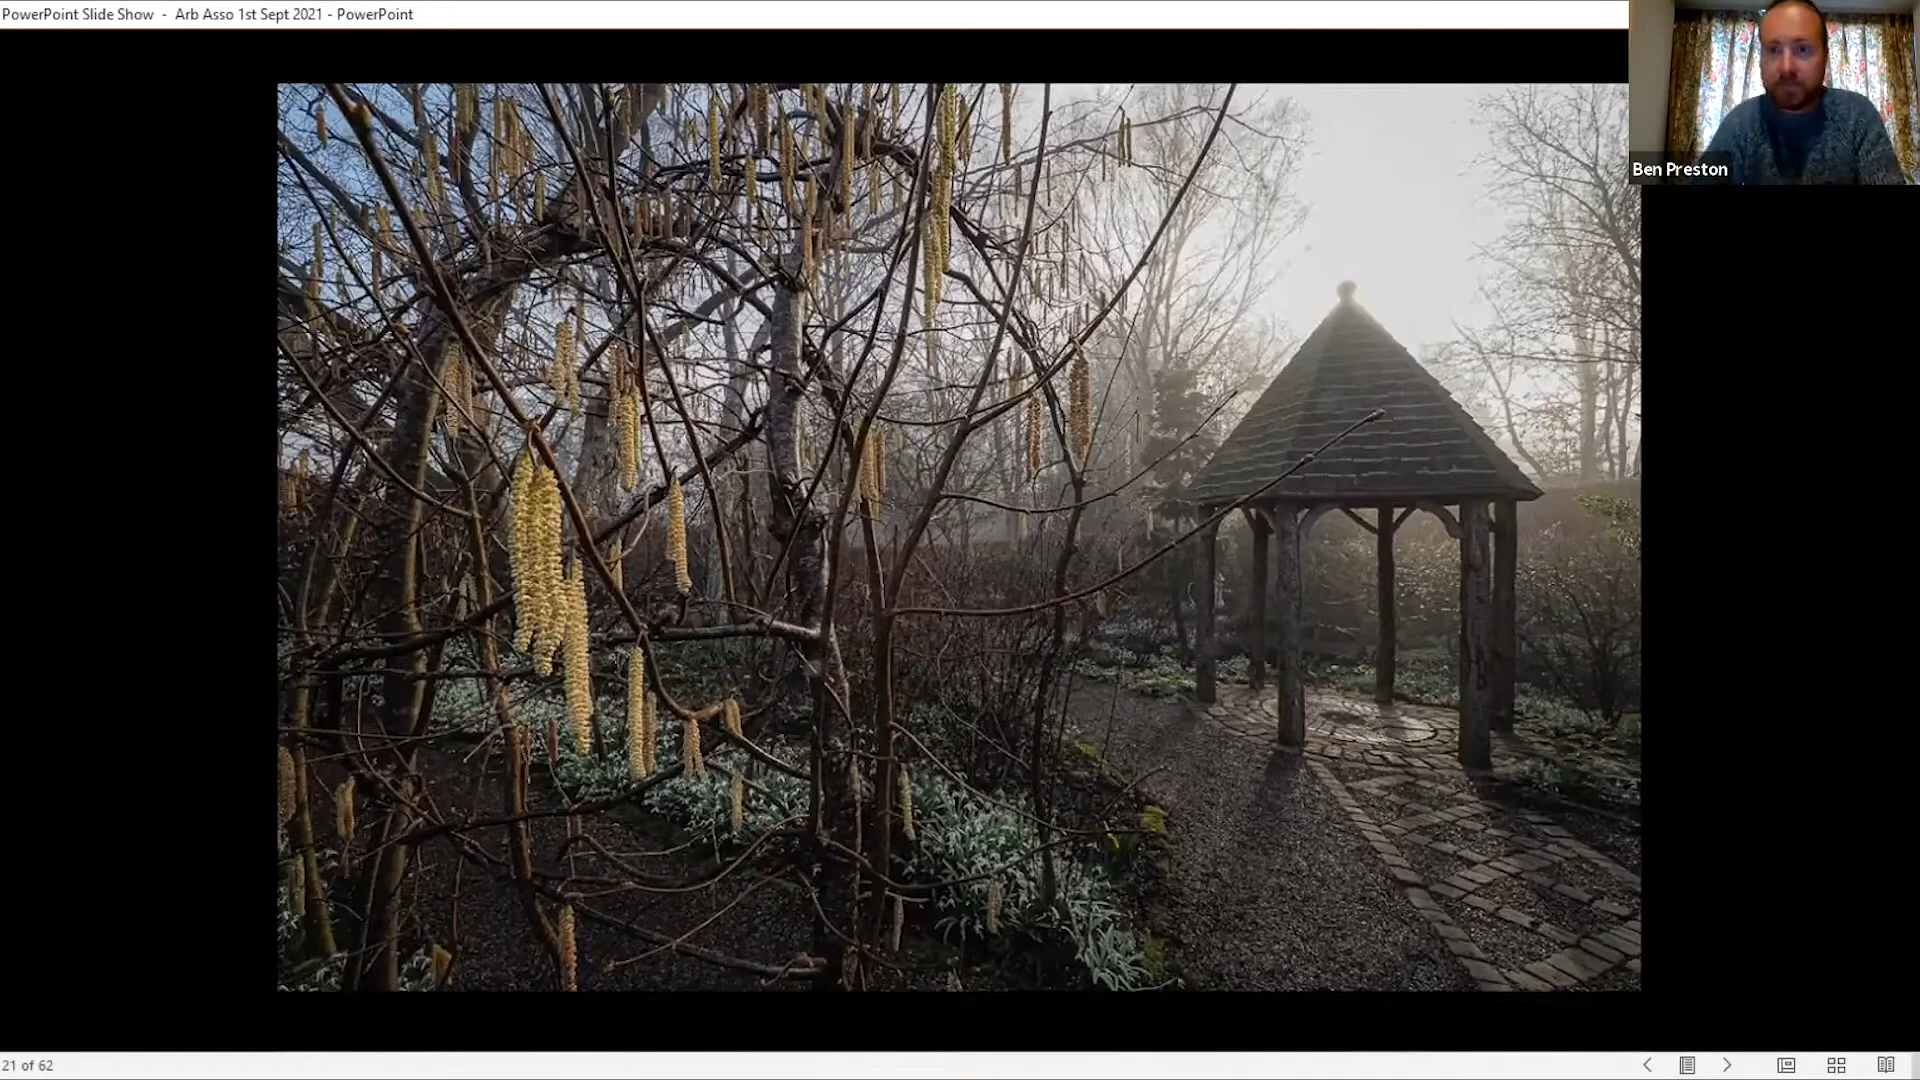 PowerPoint Slide Show - Arb Asso 1st Sept 2021 - PowerPoint
Ben Preston
21 of 62